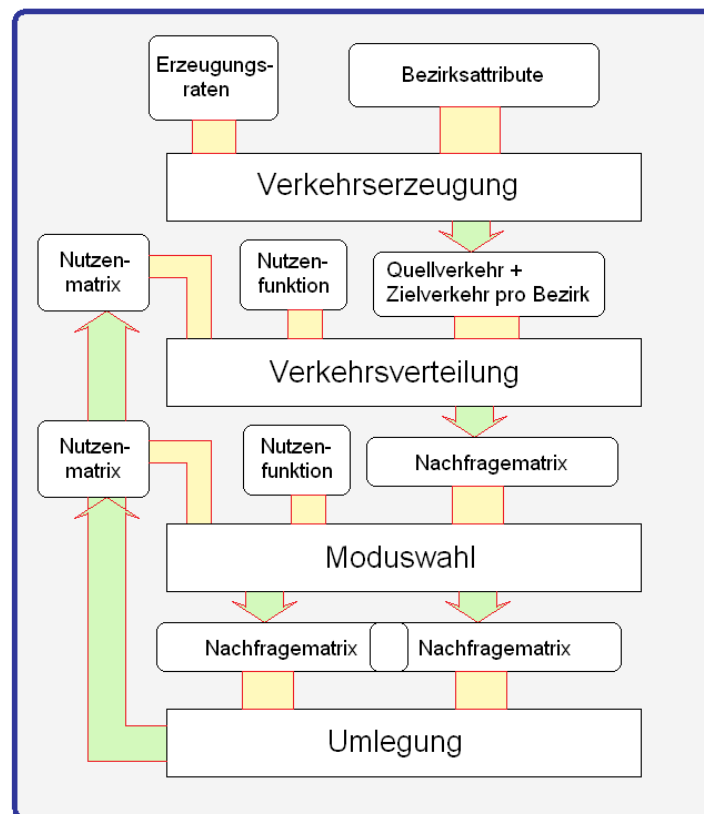 Erzeugungs-
raten
Bezirksattribute
Verkehrserzeugung
Nutzen-
matrix
Nutzen-
funktion
Quellverkehr +
Zielverkehr pro Bezirk
Verkehrsverteilung
Nutzen-
matrix
Nutzen-
funktion
Nachfragematrix
Moduswahl
Nachfragematrix
Nachfragematrix
Umlegung